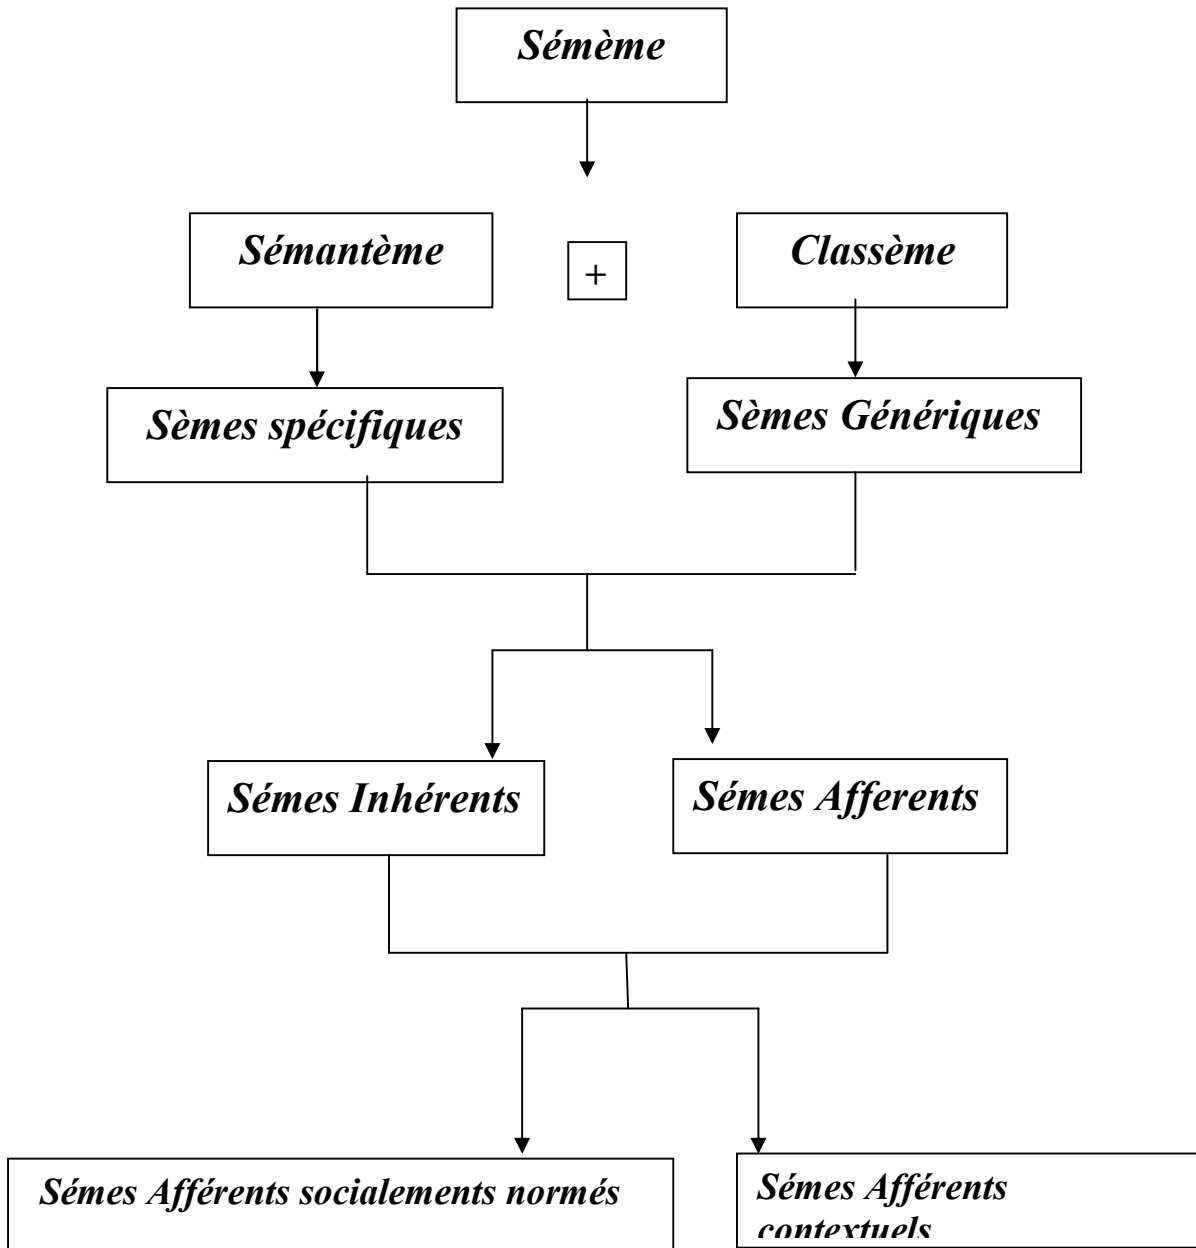 Sémème
Sémantème
+
Classème
Sèmes spécifiques
Sèmes Génériques
Sémes Inhérents
Sémes Afferents
Sémes Afférents socialements normés
Sémes Afférents
contextuels